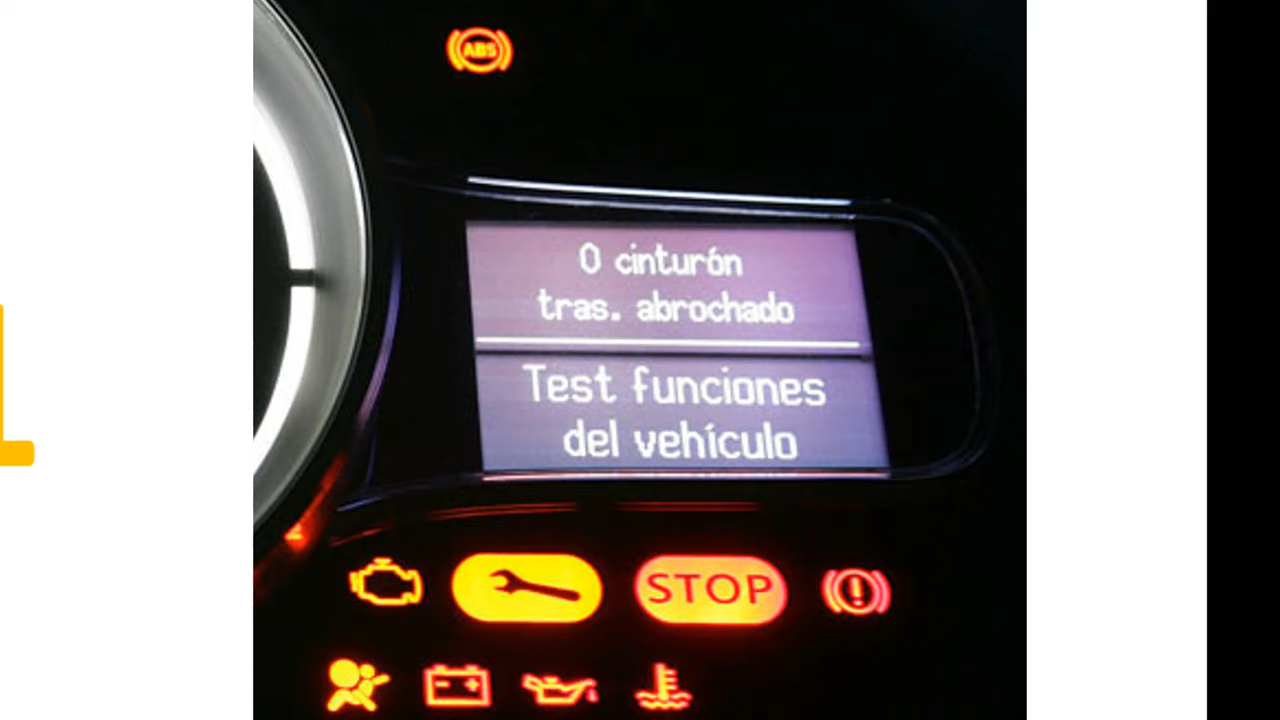 ABS
0 cinturón
tras. abrochado
Test funciones
del vehículo
STOP